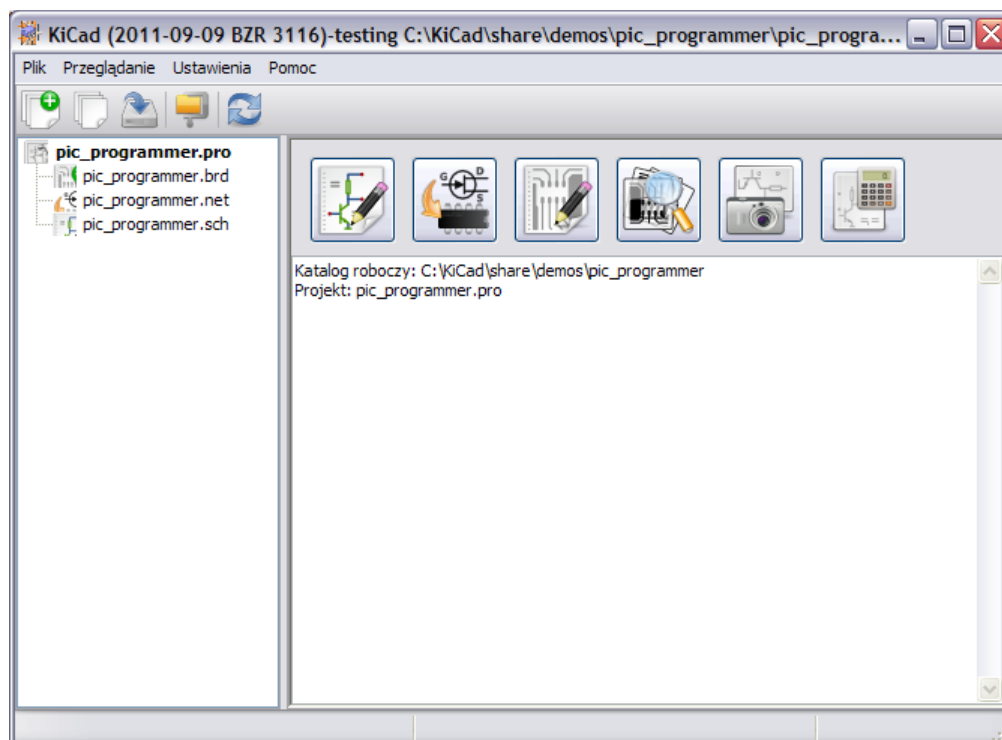 KiCad (2011-09-09 BZR 3116)-testing C:\KiCad\share\demos\pic_programmer\pic_progra...
Plik Przeglądanie Ustawienia Pomoc
pic_programmer.pro
pic_programmer.brd
pic_programmer.net
pic_programmer.sch
G D
S
Katalog roboczy: C:\KiCad\share\demos\pic_programmer
Projekt: pic_programmer.pro